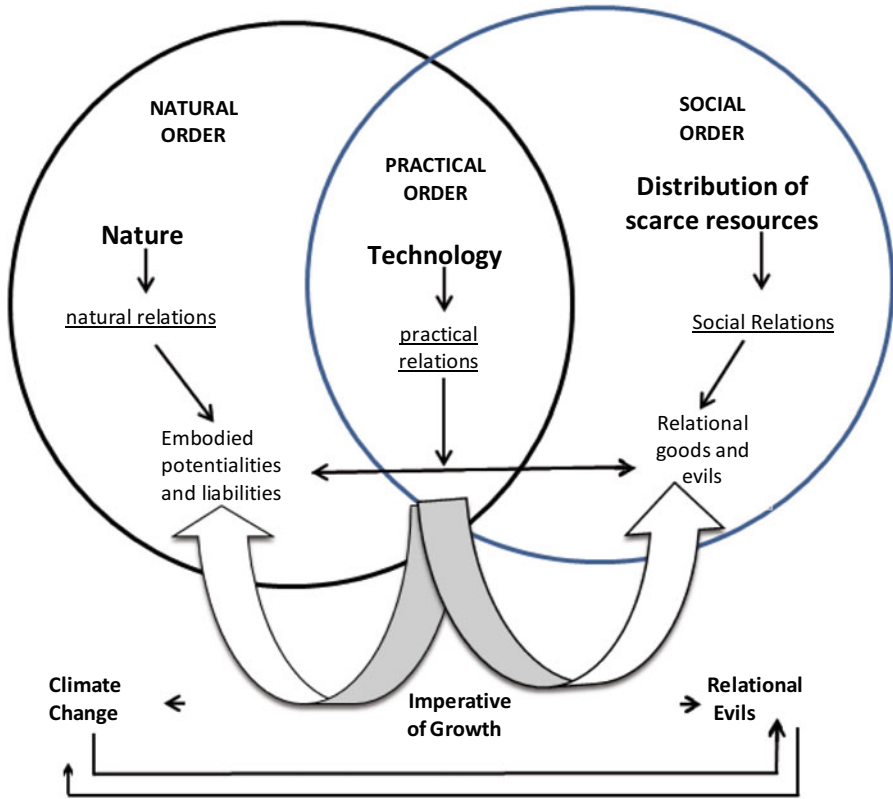 NATURAL
ORDER
Nature
natural relations
Embodied
potentialities
and liabilities
PRACTICAL
ORDER
Technology
practical
relations
SOCIAL
ORDER
Distribution of
scarce resources
Social Relations
Relational
goods and
evils
Climate
Change
Imperative
of Growth
Relational
Evils